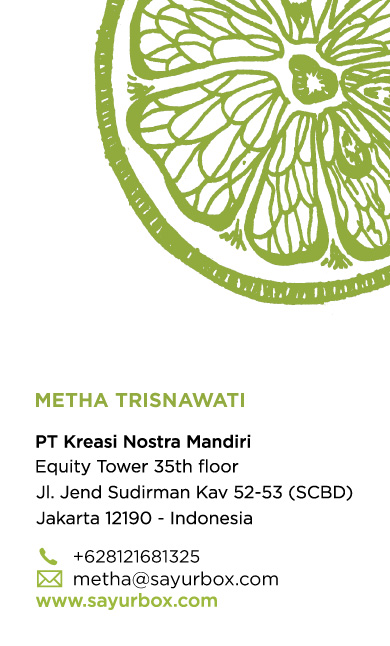 METHA TRISNAWATI
PT Kreasi Nostra Mandiri
Equity Tower 35th floor
Jl. Jend Sudirman Kav 52-53 (SCBD)
Jakarta 12190 - Indonesia
+628121681325
metha@sayurbox.com
www.sayurbox.com